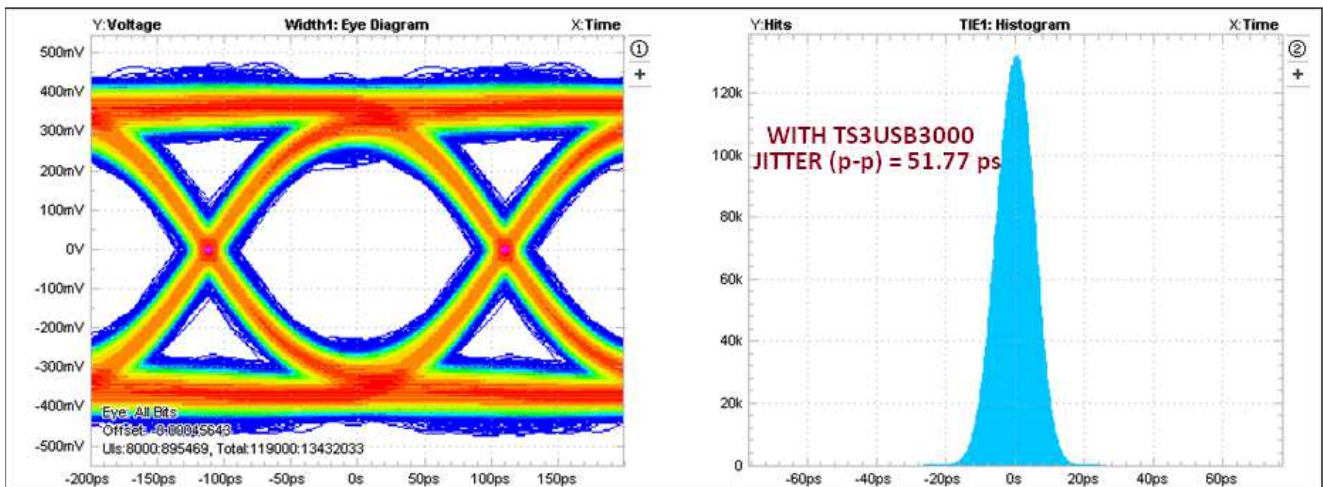 Y:Voltage Width1: Eye Diagram X:Time
①
+
500mV
400mV
300mV
200mV
100mV
0V
-100mV
-200mV
-300mV
-400mV
-500mV
Eye: All Bits
Offset: -0.00045643
UIs:8000:895469, Total:119000:13432033
-200ps -150ps -100ps -50ps 0s 50ps 100ps 150ps
Y:Hits TIE1: Histogram X:Time
②
+
120k
100k
80k
60k
40k
20k
0
WITH TS3USB3000
JITTER (p-p) = 51.77 ps
-60ps -40ps -20ps 0s 20ps 40ps 60ps